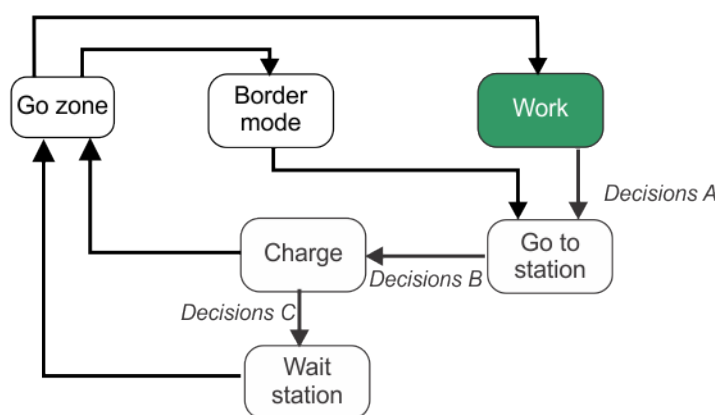 Go zone
Border
mode
Work
Decisions A
Charge
Decisions B
Go to
station
Decisions C
Wait
station